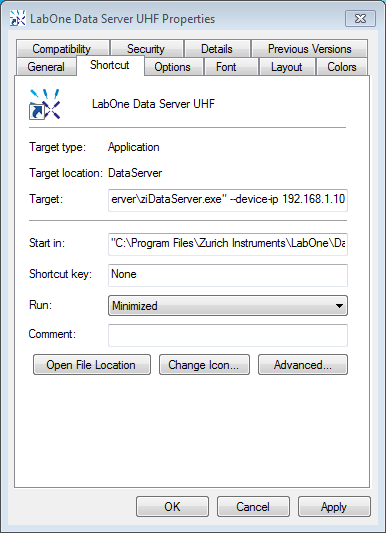 LabOne Data Server UHF Properties
Compatibility Security Details Previous Versions
General Shortcut Options Font Layout Colors
LabOne Data Server UHF
Target type: Application
Target location: DataServer
Target: erver\ziDataServer.exe" --device-ip 192.168.1.10
Start in: "C:\Program Files\Zurich Instruments\LabOne\Da
Shortcut key: None
Run: Minimized
Comment:
Open File Location Change Icon... Advanced...
OK Cancel Apply